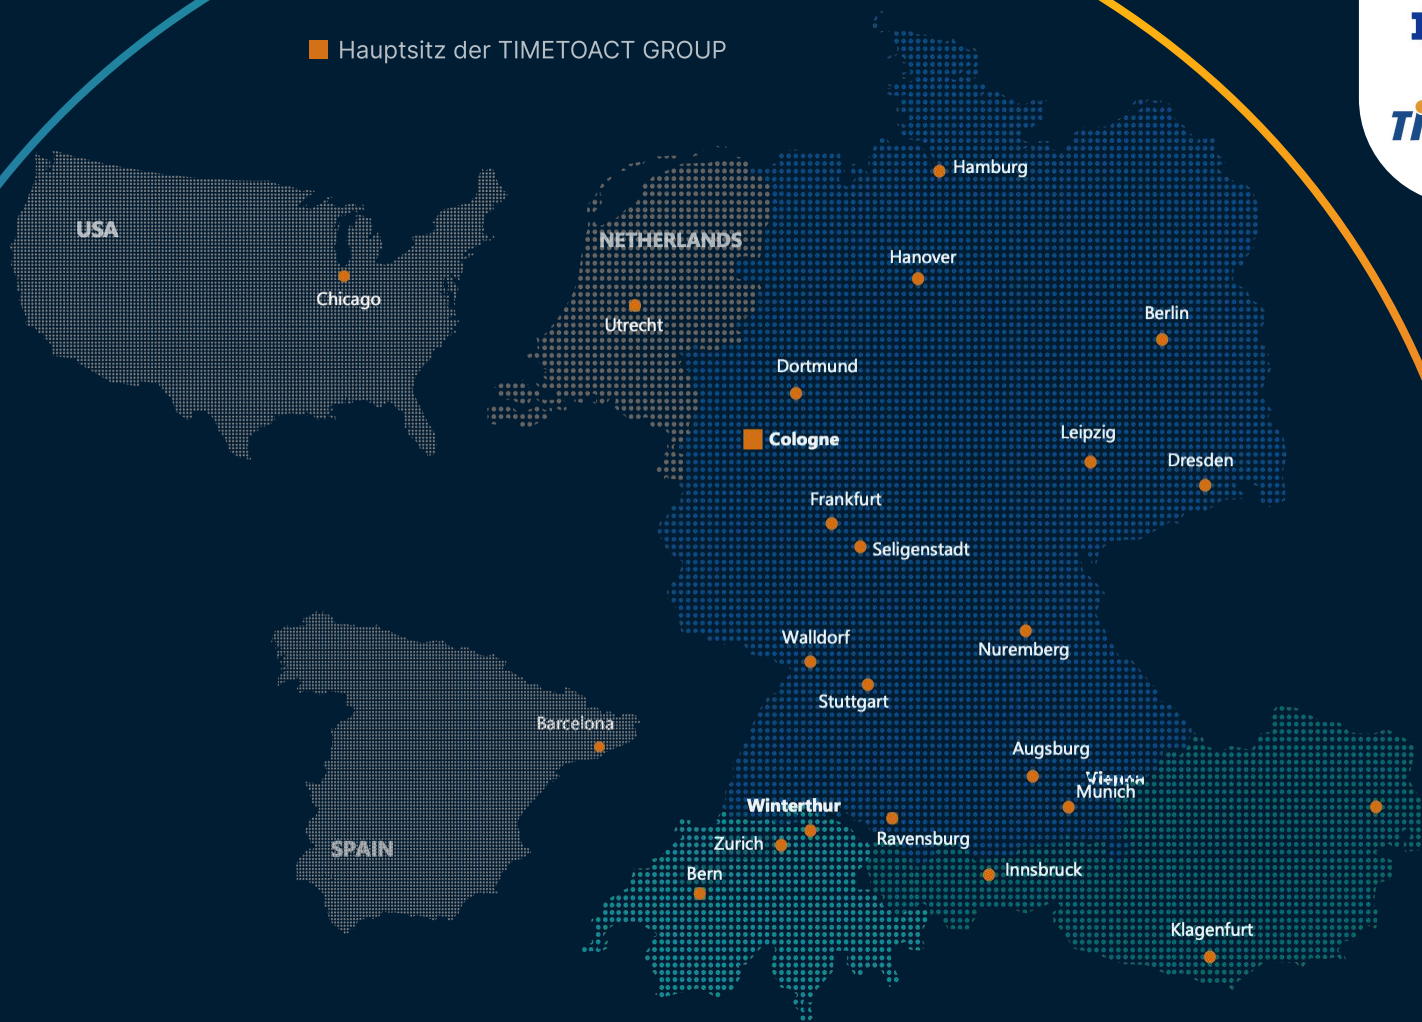 Hauptsitz der TIMETOACT GROUP
Hamburg
USA
NETHERLANDS
Hanover
Chicago
Utrecht
Berlin
Dortmund
Cologne
Leipzig
Dresden
Frankfurt
Seligenstadt
Walldorf
Nuremberg
Stuttgart
Barcelona
Augsburg
Vienna
Munich
Winterthur
Ravensburg
Zurich
SPAIN
Bern
Innsbruck
Klagenfurt